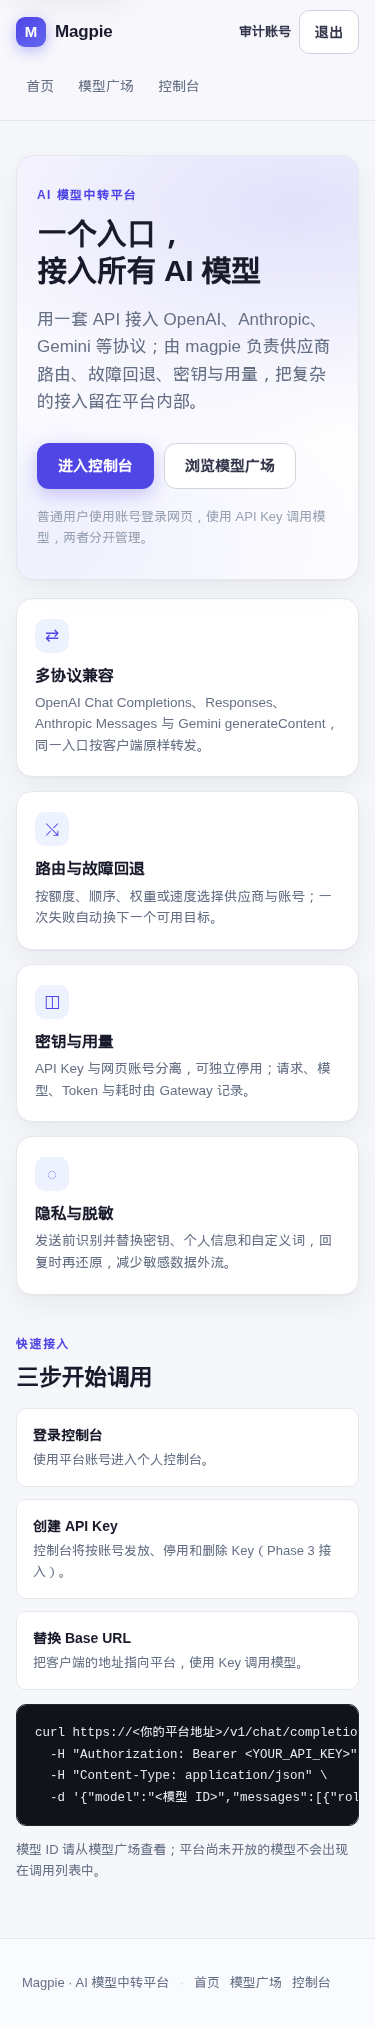 M Magpie 审计账号 退出
首页 模型广场 控制台
AI 模型中转平台
一个入口，
接入所有 AI 模型
用一套 API 接入 OpenAI、Anthropic、
Gemini 等协议；由 magpie 负责供应商
路由、故障回退、密钥与用量，把复杂
的接入留在平台内部。
进入控制台 浏览模型广场
普通用户使用账号登录网页，使用 API Key 调用模
型，两者分开管理。
多协议兼容
OpenAI Chat Completions、Responses、
Anthropic Messages 与 Gemini generateContent，
同一入口按客户端原样转发。
路由与故障回退
按额度、顺序、权重或速度选择供应商与账号；一
次失败自动换下一个可用目标。
密钥与用量
API Key 与网页账号分离，可独立停用；请求、模
型、Token 与耗时由 Gateway 记录。
隐私与脱敏
发送前识别并替换密钥、个人信息和自定义词，回
复时再还原，减少敏感数据外流。
快速接入
三步开始调用
登录控制台
使用平台账号进入个人控制台。
创建 API Key
控制台将按账号发放、停用和删除 Key（Phase 3 接
入）。
替换 Base URL
把客户端的地址指向平台，使用 Key 调用模型。
curl https://<你的平台地址>/v1/chat/completio
-H "Authorization: Bearer <YOUR_API_KEY>"
-H "Content-Type: application/json" \
-d '{"model":"<模型 ID>","messages":[{"rol
模型 ID 请从模型广场查看；平台尚未开放的模型不会出现
在调用列表中。
Magpie · AI 模型中转平台 · 首页 模型广场 控制台